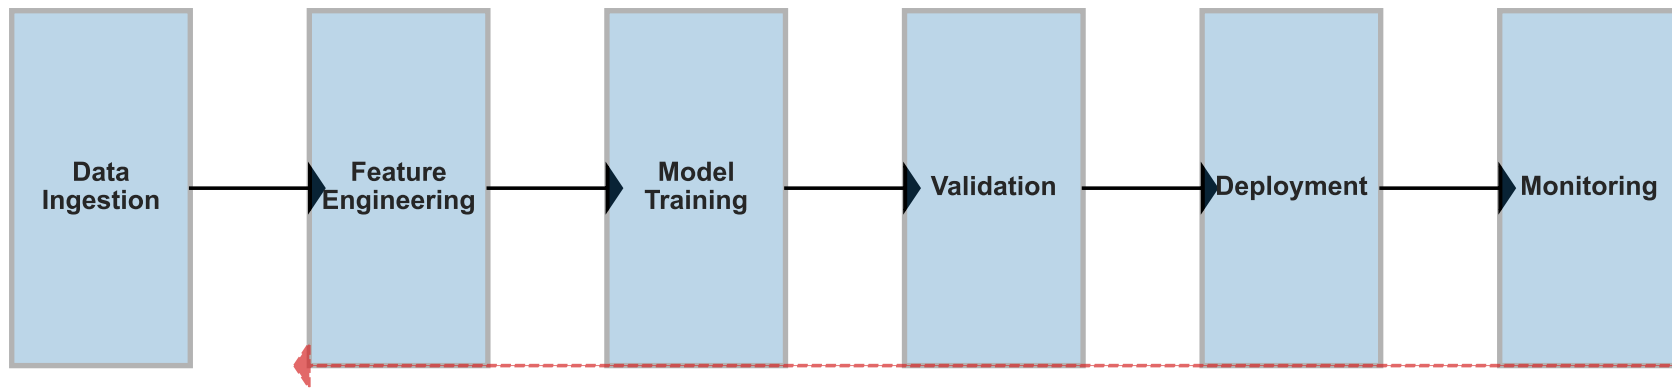 Data
Ingestion
Feature
Engineering
Model
Training
Validation
Deployment
Monitoring